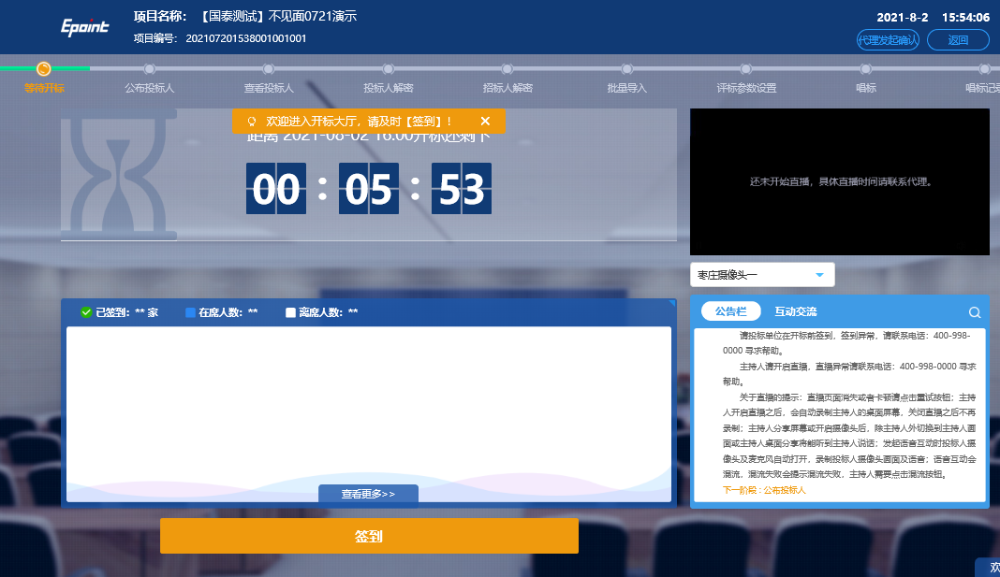 Epoint
项目名称： 【国泰测试】不见面0721演示
项目编号： 202107201538001001001
2021-8-2 15:54:06
代理发起确认 返回
等待开标 公布投标人 查看投标人 投标人解密 招标人解密 批量导入 评标参数设置 唱标 唱标记录
欢迎进入开标大厅，请及时【签到】！ ×
距离 2021-08-02 16:00开标还剩下
00 : 05 : 53
还未开始直播，具体直播时间请联系代理。
枣庄摄像头一
已签到：** 家 在席人数：** 离席人数：**
公告栏 互动交流
请投标单位在开标前签到，签到异常，请联系电话：400-998-
0000 寻求帮助。
主持人请开启直播，直播异常请联系电话：400-998-0000 寻求
帮助。
关于直播的提示：直播页面消失或者卡顿请点击重试按钮；主持
人开启直播之后，会自动录制主持人的桌面屏幕，关闭直播之后不再
录制；主持人分享屏幕或开启摄像头后，除主持人外切换到主持人画
面或主持人桌面分享将能听到主持人说话；发起语音互动时投标人摄
像头及麦克风自动打开，录制投标人摄像头画面及语音；语音互动会
混流，混流失败会提示混流失败，主持人需要点击混流按钮。
下一阶段 : 公布投标人
查看更多>>
签到
欢